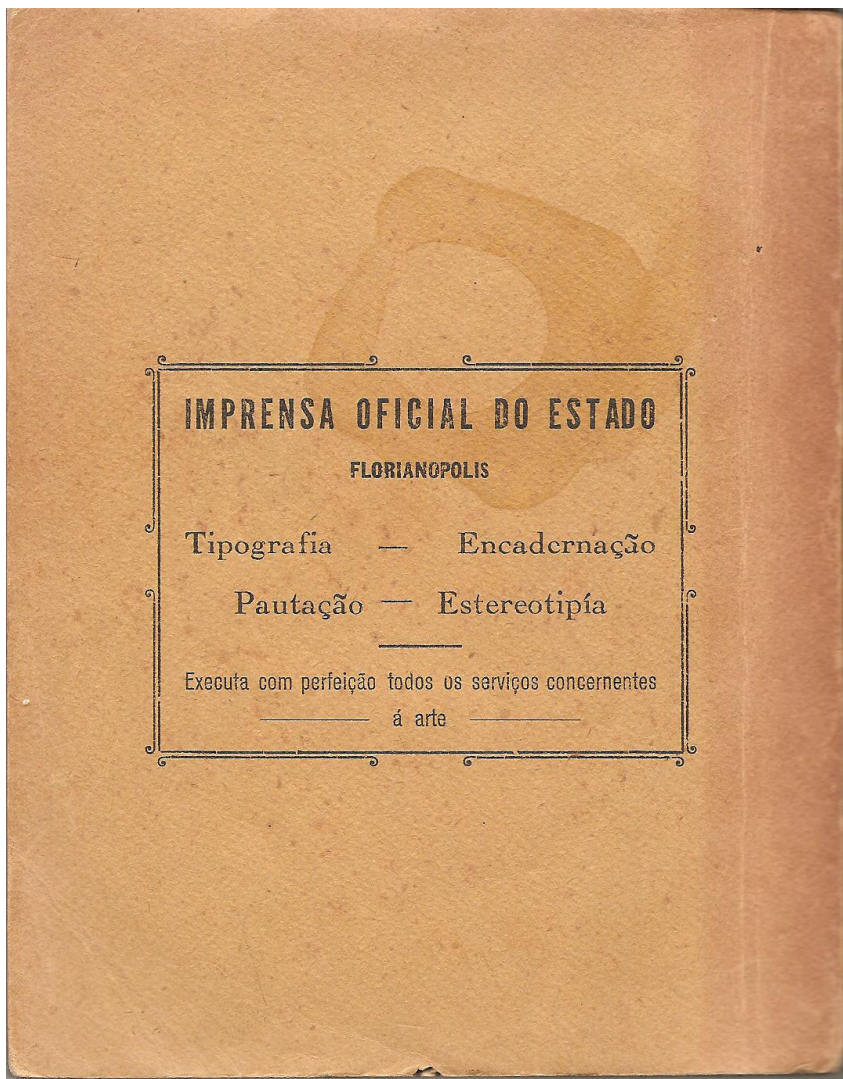 IMPRENSA OFICIAL DO ESTADO
FLORIANOPOLIS
Tipografia — Encadernação
Pautação — Estereotipía
Executa com perfeição todos os serviços concernentes
á arte